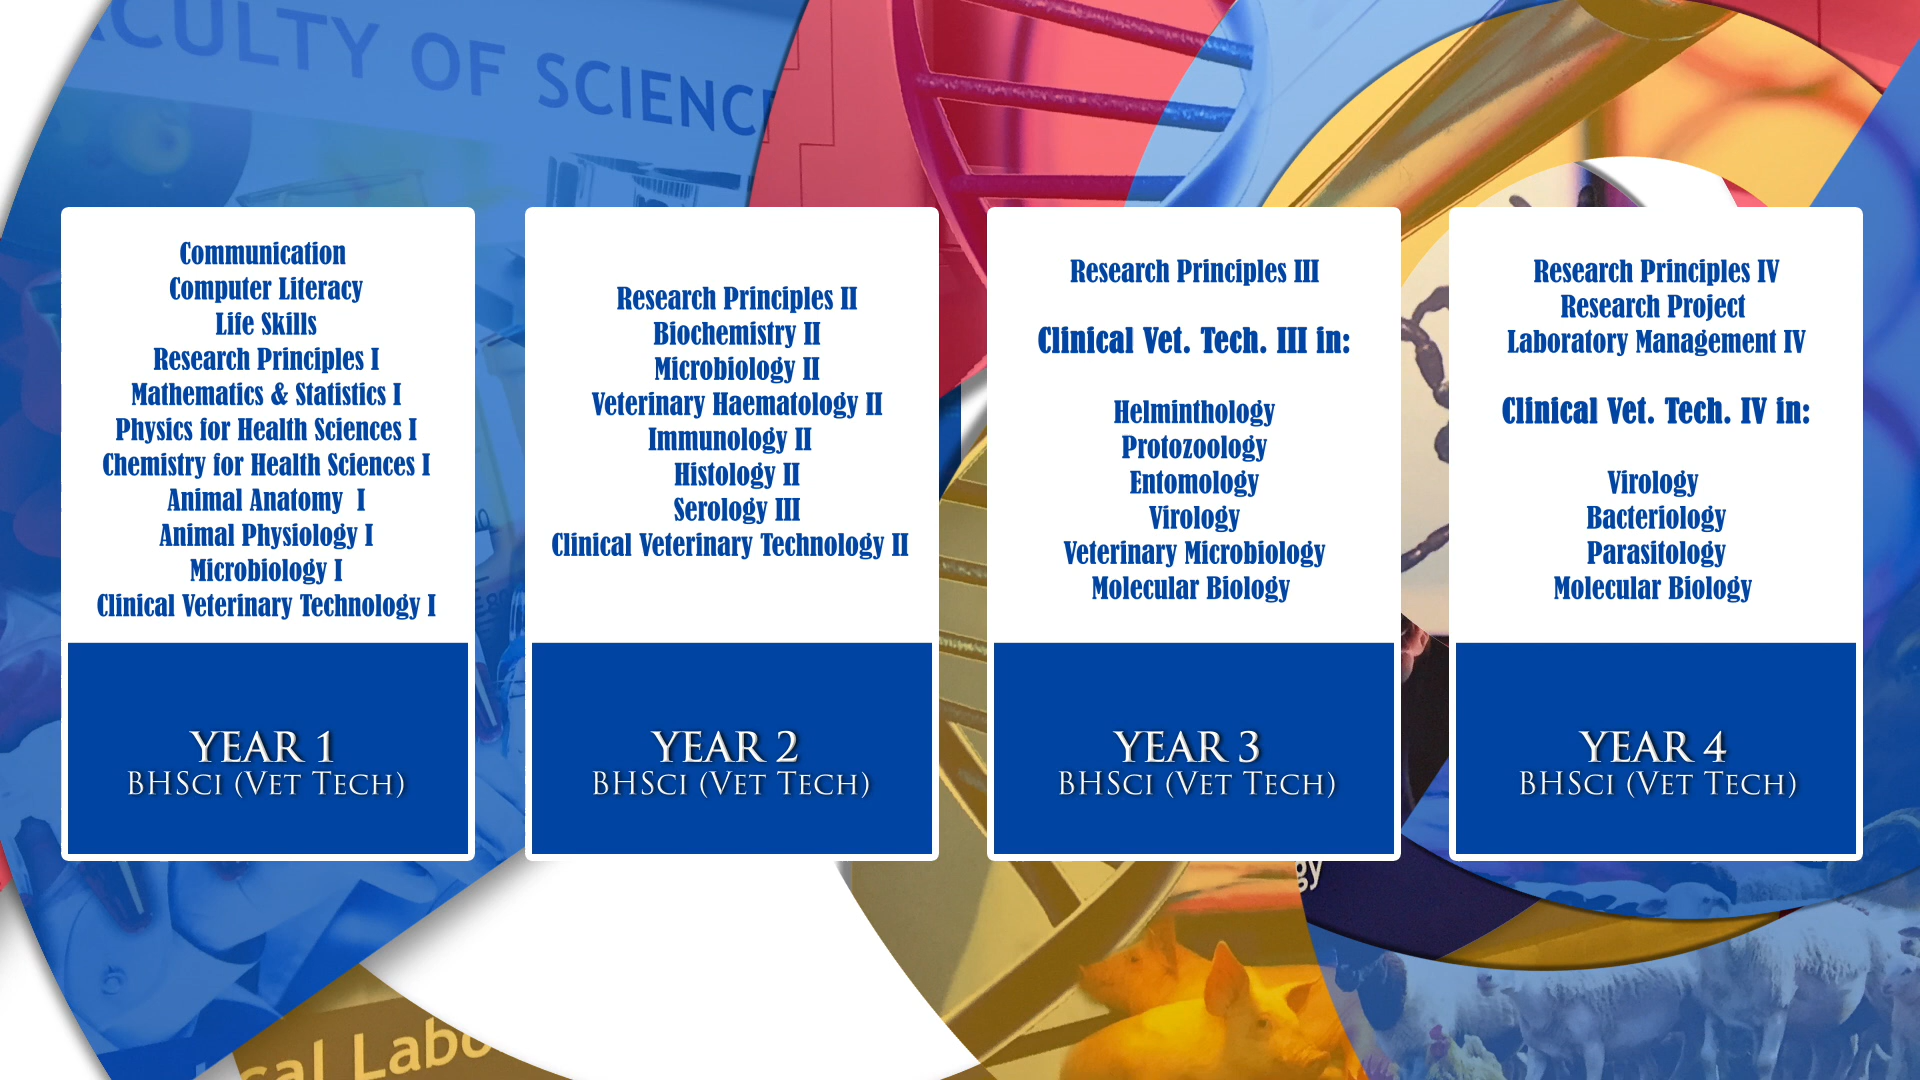 FACULTY OF SCIENC
Communication
Computer Literacy
Life Skills
Research Principles I
Mathematics & Statistics I
Physics for Health Sciences I
Chemistry for Health Sciences I
Animal Anatomy I
Animal Physiology I
Microbiology I
Clinical Veterinary Technology I
YEAR 1
BHSci (Vet Tech)
Research Principles II
Biochemistry II
Microbiology II
Veterinary Haematology II
Immunology II
Histology II
Serology III
Clinical Veterinary Technology II
YEAR 2
BHSci (Vet Tech)
Research Principles III
Clinical Vet. Tech. III in:
Helminthology
Protozoology
Entomology
Virology
Veterinary Microbiology
Molecular Biology
YEAR 3
BHSci (Vet Tech)
Research Principles IV
Research Project
Laboratory Management IV
Clinical Vet. Tech. IV in:
Virology
Bacteriology
Parasitology
Molecular Biology
YEAR 4
BHSci (Vet Tech)
gy
cal Labo